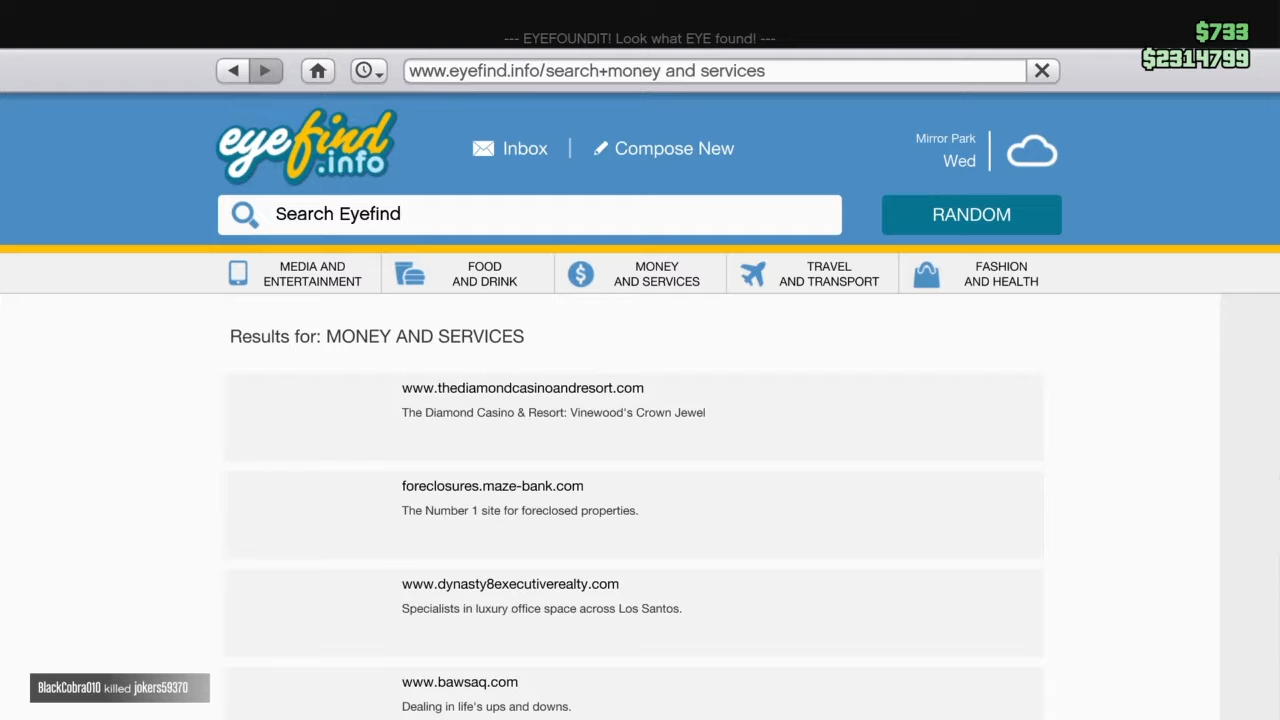 --- EYEFOUNDIT! Look what EYE found! ---
$733
$2314799
www.eyefind.info/search+money and services
eyefind
.info
Inbox
Compose New
Mirror Park
Wed
Search Eyefind
RANDOM
MEDIA AND
ENTERTAINMENT
FOOD
AND DRINK
MONEY
AND SERVICES
TRAVEL
AND TRANSPORT
FASHION
AND HEALTH
Results for: MONEY AND SERVICES
www.thediamondcasinoandresort.com
The Diamond Casino & Resort: Vinewood's Crown Jewel
foreclosures.maze-bank.com
The Number 1 site for foreclosed properties.
www.dynasty8executiverealty.com
Specialists in luxury office space across Los Santos.
www.bawsaq.com
Dealing in life's ups and downs.
BlackCobra010 killed jokers59370